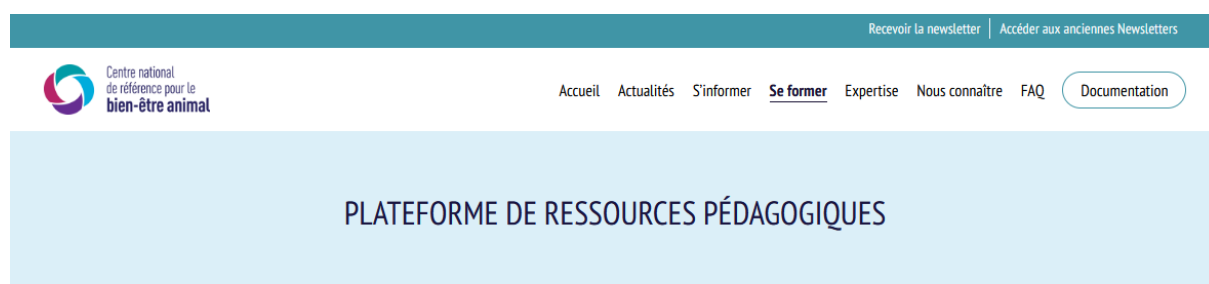 Recevoir la newsletter | Accéder aux anciennes Newsletters
Centre national
de référence pour le
bien-être animal
Accueil Actualités S'informer Se former Expertise Nous connaître FAQ Documentation
PLATEFORME DE RESSOURCES PÉDAGOGIQUES